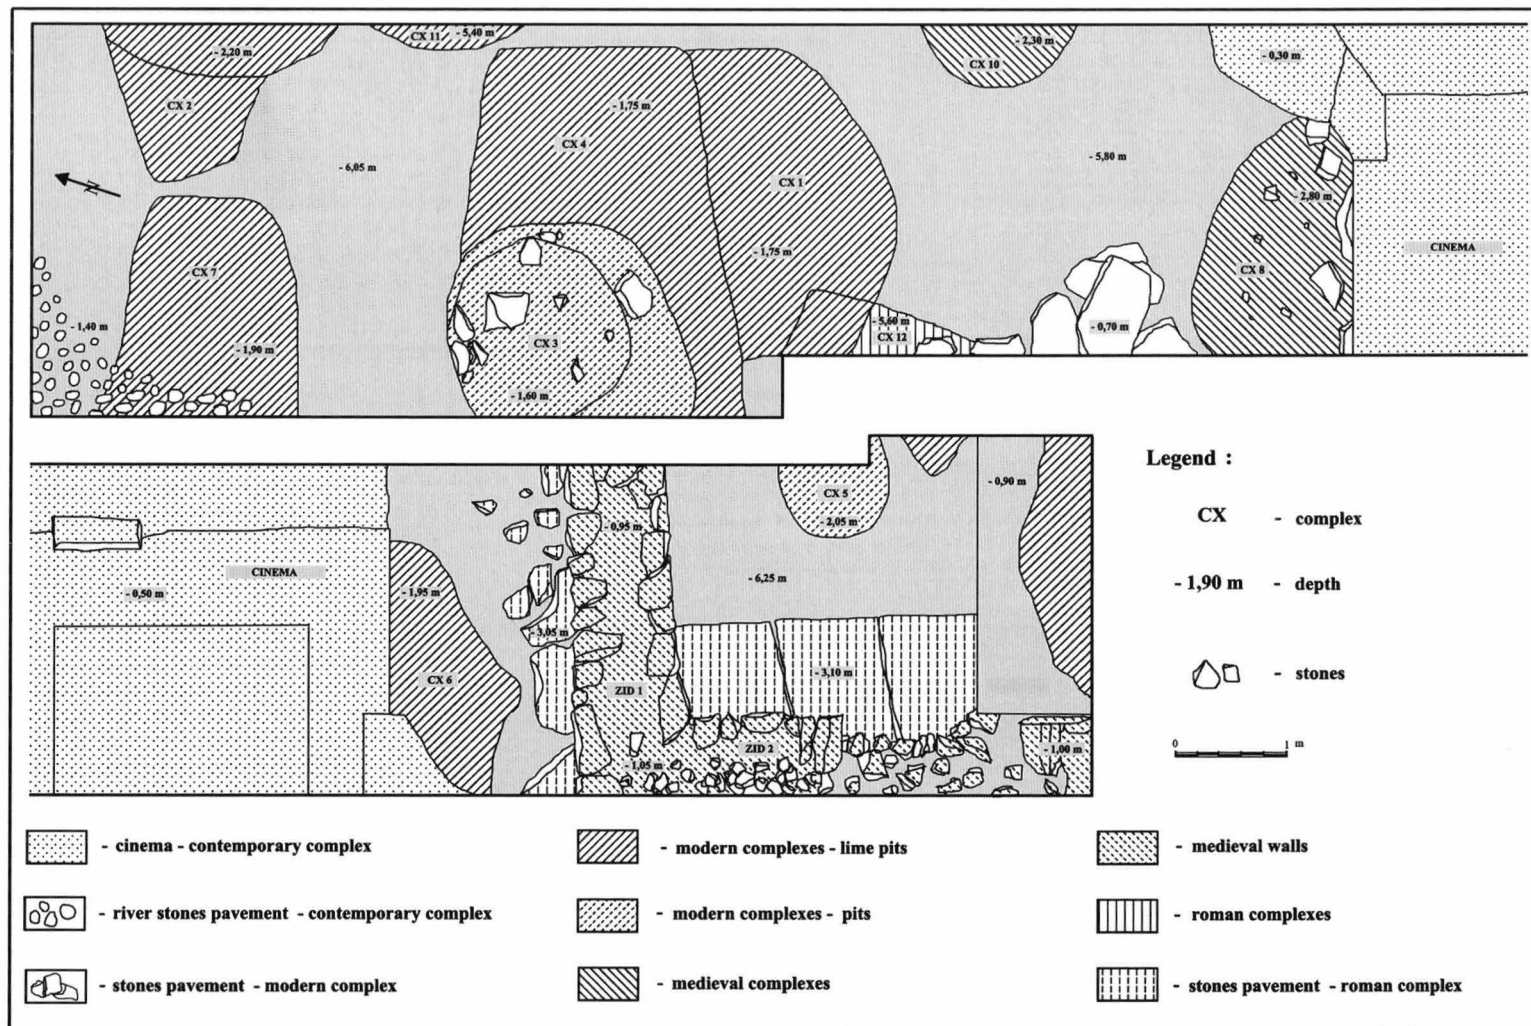 - 2,20 m
CX 2
CX 11
- 5,40 m
- 6,05 m
- 1,75 m
CX 4
CX 1
- 1,75 m
- 2,30 m
CX 10
- 0,30 m
- 5,80 m
- 2,80 m
CX 8
CINEMA
N
CX 7
- 1,40 m
- 1,90 m
CX 3
- 1,60 m
- 5,60 m
CX 12
- 0,70 m
CINEMA
- 0,50 m
- 1,95 m
CX 6
- 0,95 m
- 3,05 m
ZID 1
- 1,05 m
ZID 2
CX 5
- 2,05 m
- 6,25 m
- 3,10 m
- 0,90 m
- 1,00 m
Legend :
CX - complex
- 1,90 m - depth
- stones
0 1 m
- cinema - contemporary complex
- river stones pavement - contemporary complex
- stones pavement - modern complex
- modern complexes - lime pits
- modern complexes - pits
- medieval complexes
- medieval walls
- roman complexes
- stones pavement - roman complex